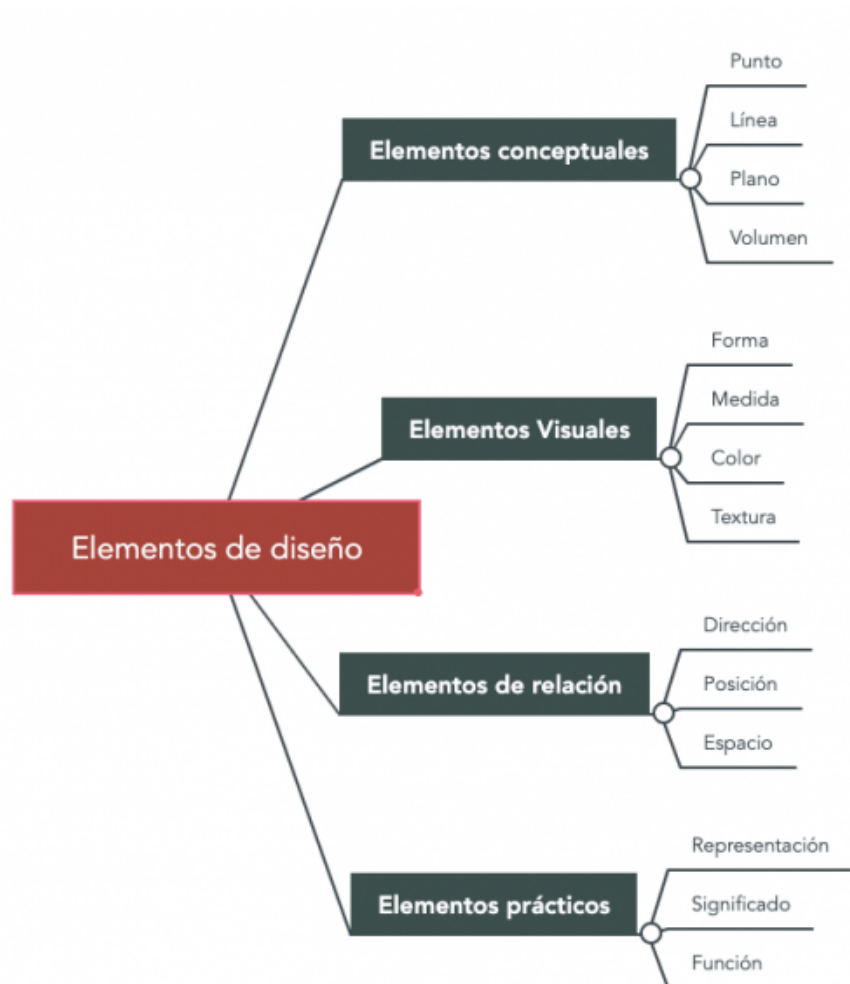 Elementos de diseño
Elementos conceptuales
Punto
Línea
Plano
Volumen
Elementos Visuales
Forma
Medida
Color
Textura
Elementos de relación
Dirección
Posición
Espacio
Elementos prácticos
Representación
Significado
Función